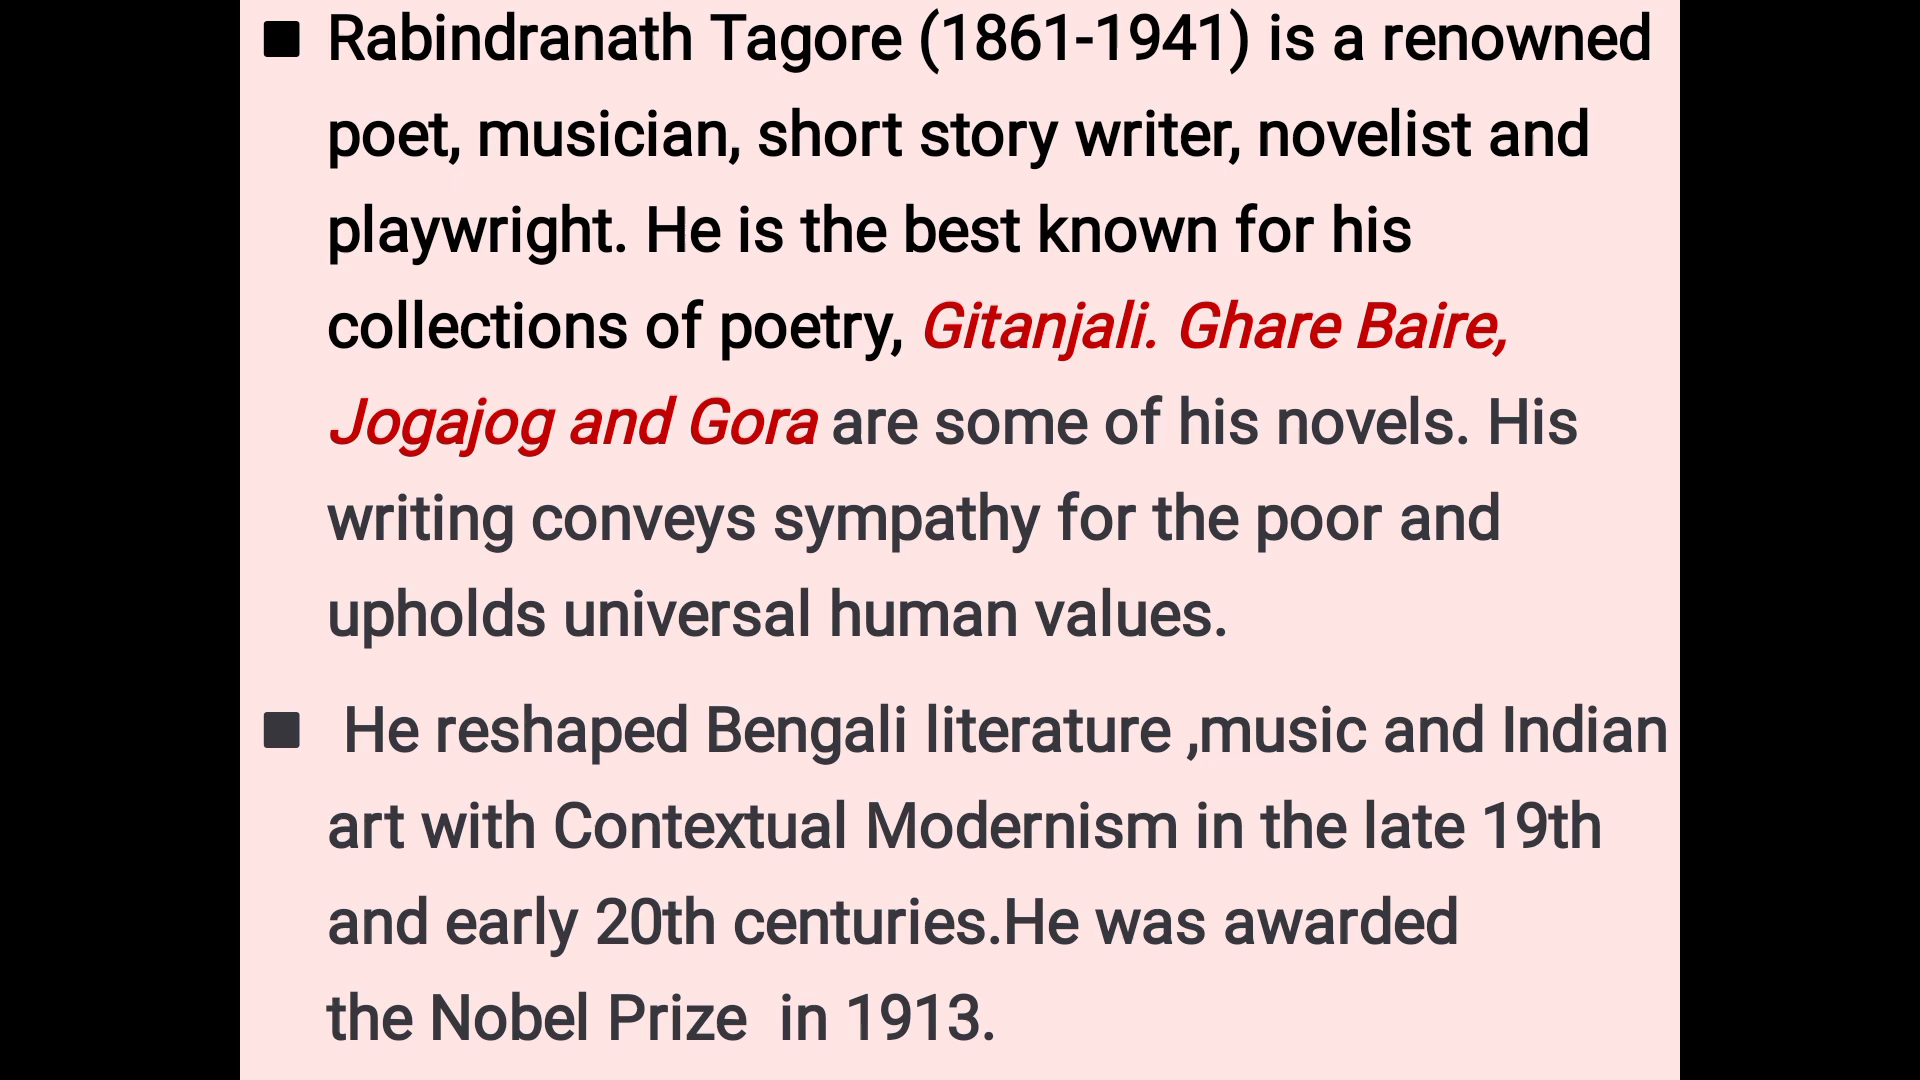 Rabindranath Tagore (1861-1941) is a renowned
poet, musician, short story writer, novelist and
playwright. He is the best known for his
collections of poetry, Gitanjali. Ghare Baire,
Jogajog and Gora are some of his novels. His
writing conveys sympathy for the poor and
upholds universal human values.
He reshaped Bengali literature ,music and Indian
art with Contextual Modernism in the late 19th
and early 20th centuries.He was awarded
the Nobel Prize  in 1913.